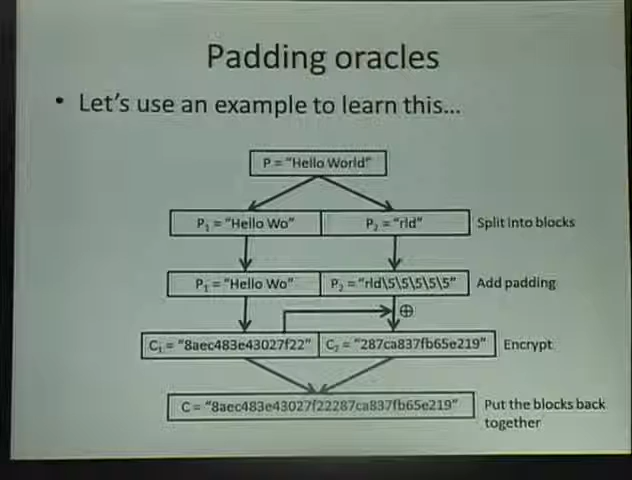 Padding oracles
• Let's use an example to learn this...
P = "Hello World"
P₁ = "Hello Wo" P₂ = "rld" Split into blocks
P₁ = "Hello Wo" P₂ = "rld\5\5\5\5\5" Add padding
⊕
C₁ = "8aec483e43027f22" C₂ = "287ca837fb65e219" Encrypt
C = "8aec483e43027f22287ca837fb65e219" Put the blocks back
together